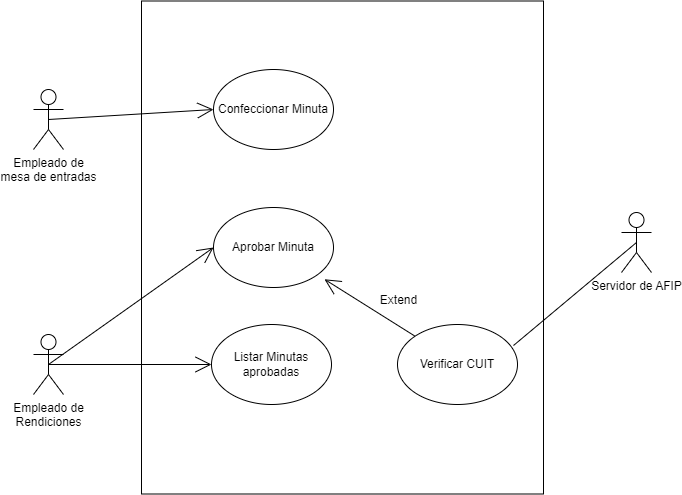 Confeccionar Minuta
Empleado de
mesa de entradas
Aprobar Minuta
Servidor de AFIP
Extend
Listar Minutas
aprobadas
Verificar CUIT
Empleado de
Rendiciones